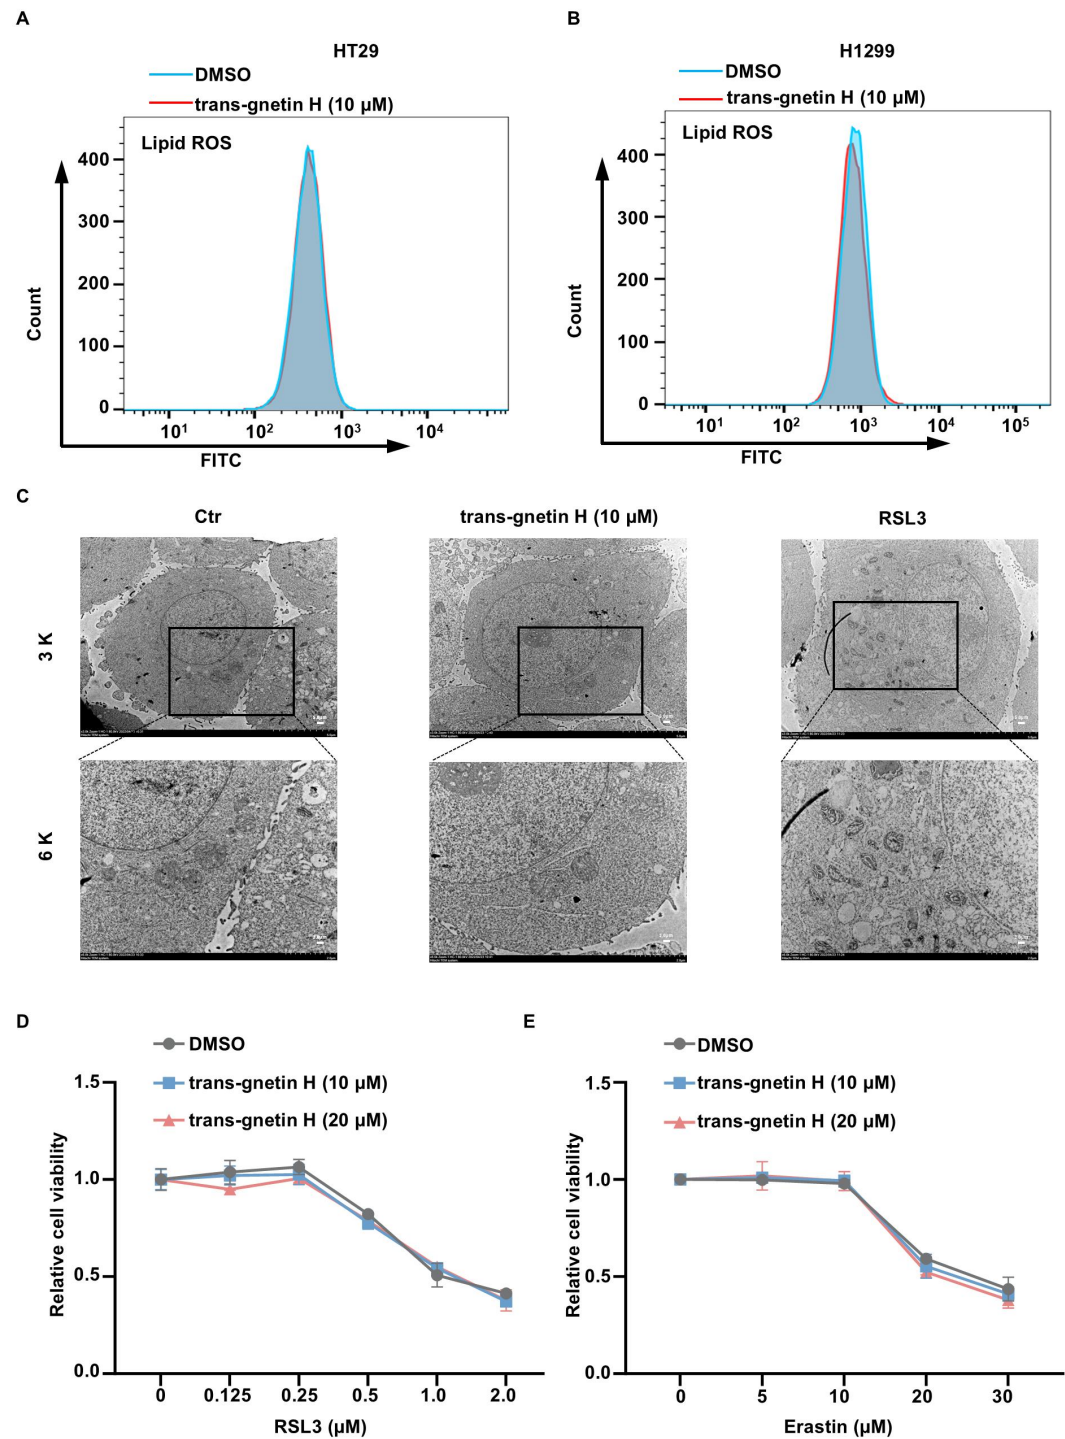 A
HT29
DMSO
trans-gnetin H (10 µM)
Lipid ROS
400
300
200
100
0
Count
10¹ 10² 10³ 10⁴
FITC
B
H1299
DMSO
trans-gnetin H (10 µM)
Lipid ROS
400
300
200
100
0
Count
10¹ 10² 10³ 10⁴ 10⁵
FITC
C
Ctr
trans-gnetin H (10 µM)
RSL3
3 K
6 K
D
DMSO
trans-gnetin H (10 µM)
trans-gnetin H (20 µM)
1.5
1.0
0.5
0.0
Relative cell viability
0 0.125 0.25 0.5 1.0 2.0
RSL3 (µM)
E
DMSO
trans-gnetin H (10 µM)
trans-gnetin H (20 µM)
1.5
1.0
0.5
0.0
Relative cell viability
0 5 10 20 30
Erastin (µM)